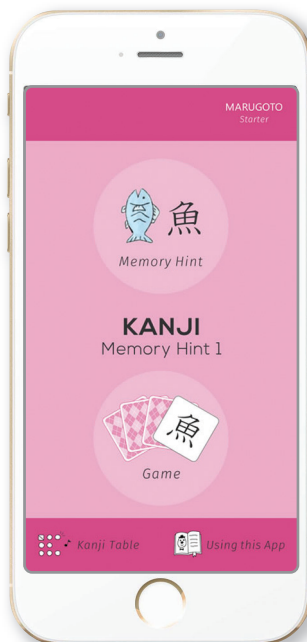 MARUGOTO
Starter
魚
Memory Hint
KANJI
Memory Hint 1
魚
Game
Kanji Table
Using this App